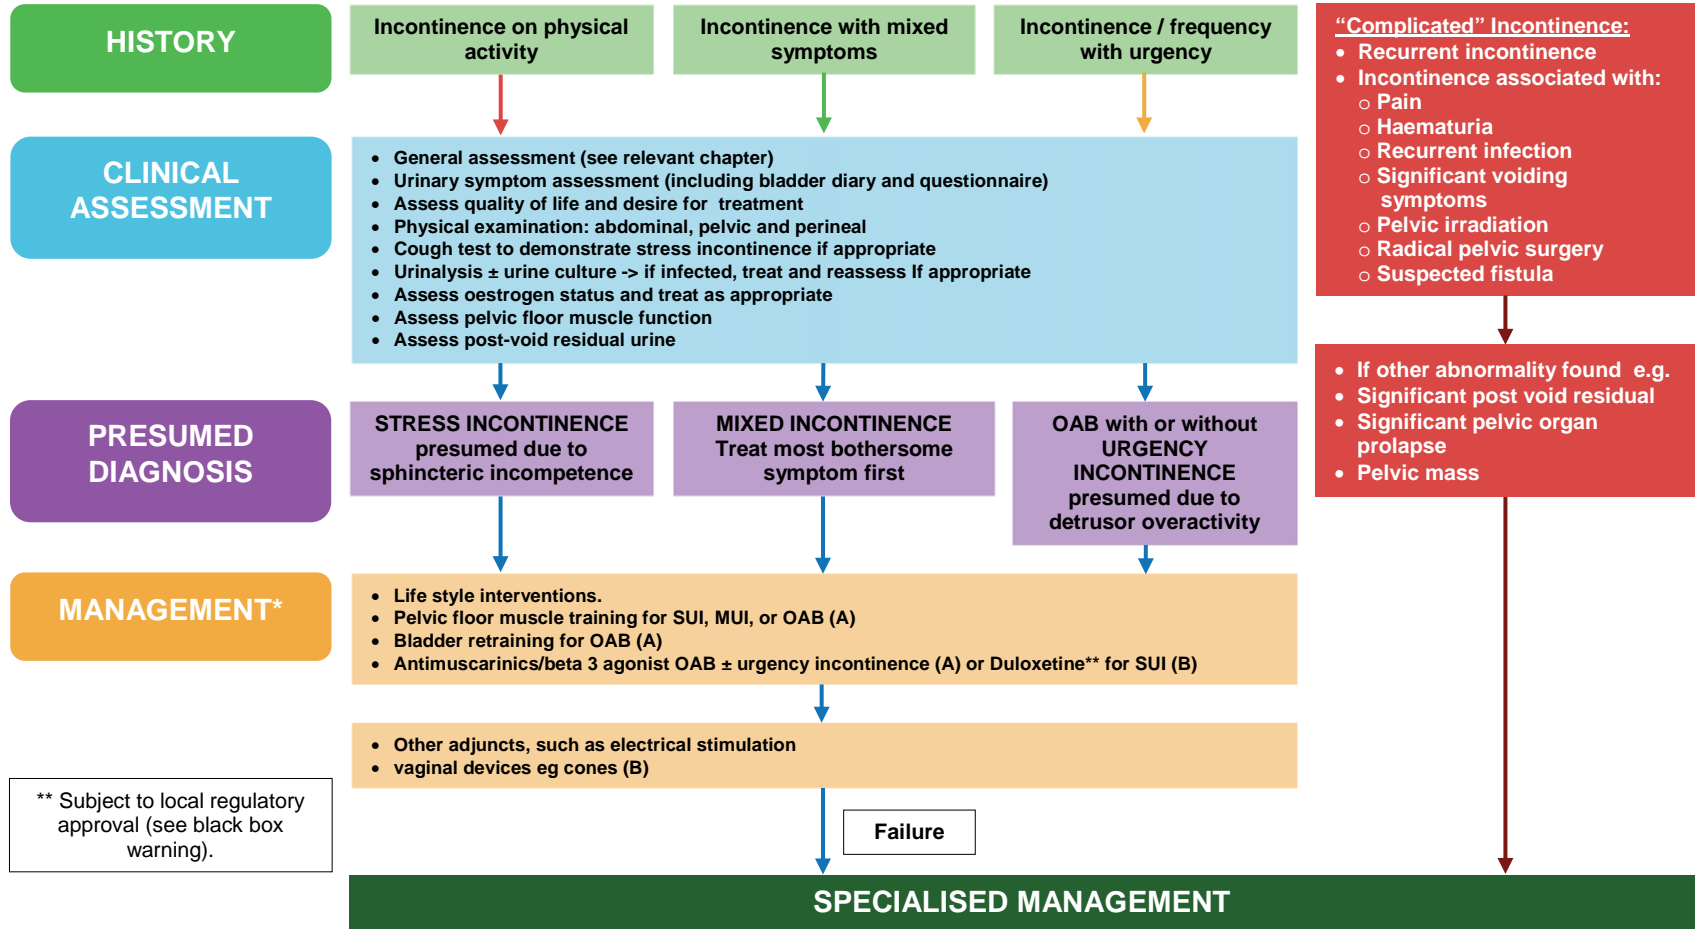 HISTORY
Incontinence on physical
activity
Incontinence with mixed
symptoms
Incontinence / frequency
with urgency
“Complicated” Incontinence:
• Recurrent incontinence
• Incontinence associated with:
o Pain
o Haematuria
o Recurrent infection
o Significant voiding
symptoms
o Pelvic irradiation
o Radical pelvic surgery
o Suspected fistula
CLINICAL
ASSESSMENT
• General assessment (see relevant chapter)
• Urinary symptom assessment (including bladder diary and questionnaire)
• Assess quality of life and desire for treatment
• Physical examination: abdominal, pelvic and perineal
• Cough test to demonstrate stress incontinence if appropriate
• Urinalysis ± urine culture -> if infected, treat and reassess If appropriate
• Assess oestrogen status and treat as appropriate
• Assess pelvic floor muscle function
• Assess post-void residual urine
• If other abnormality found e.g.
• Significant post void residual
• Significant pelvic organ
prolapse
• Pelvic mass
PRESUMED
DIAGNOSIS
STRESS INCONTINENCE
presumed due to
sphincteric incompetence
MIXED INCONTINENCE
Treat most bothersome
symptom first
OAB with or without
URGENCY
INCONTINENCE
presumed due to
detrusor overactivity
MANAGEMENT*
• Life style interventions.
• Pelvic floor muscle training for SUI, MUI, or OAB (A)
• Bladder retraining for OAB (A)
• Antimuscarinics/beta 3 agonist OAB ± urgency incontinence (A) or Duloxetine** for SUI (B)
• Other adjuncts, such as electrical stimulation
• vaginal devices eg cones (B)
** Subject to local regulatory
approval (see black box
warning).
Failure
SPECIALISED MANAGEMENT